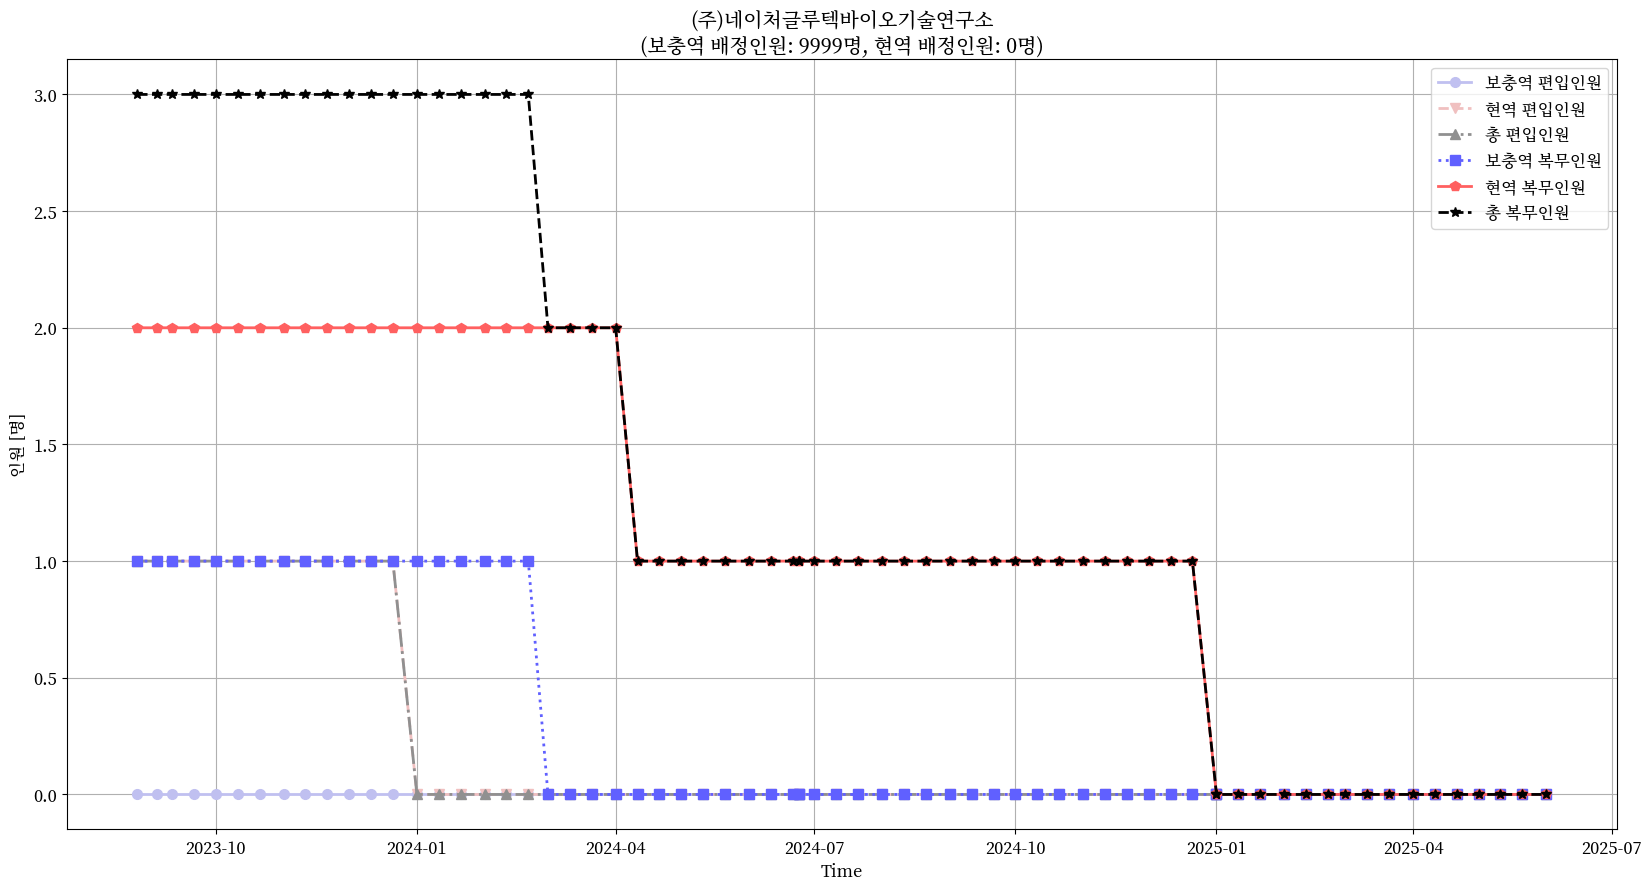 (주)네이처글루텍바이오기술연구소
(보충역 배정인원: 9999명, 현역 배정인원: 0명)
보충역 편입인원
현역 편입인원
총 편입인원
보충역 복무인원
현역 복무인원
총 복무인원
인원 [명]
3.0
2.5
2.0
1.5
1.0
0.5
0.0
2023-10
2024-01
2024-04
2024-07
2024-10
2025-01
2025-04
2025-07
Time